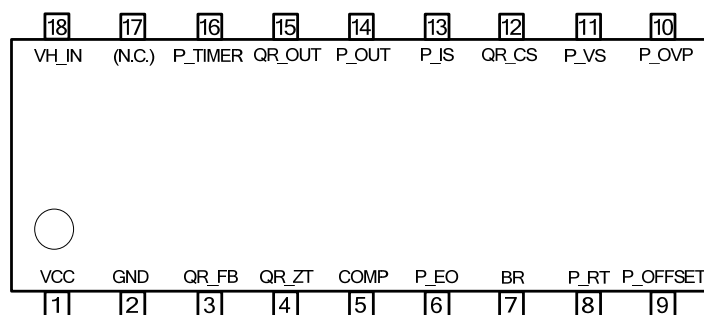 18 17 16 15 14 13 12 11 10
VH_IN (N.C.) P_TIMER QR_OUT P_OUT P_IS QR_CS P_VS P_OVP
VCC GND QR_FB QR_ZT COMP P_EO BR P_RT P_OFFSET
1 2 3 4 5 6 7 8 9